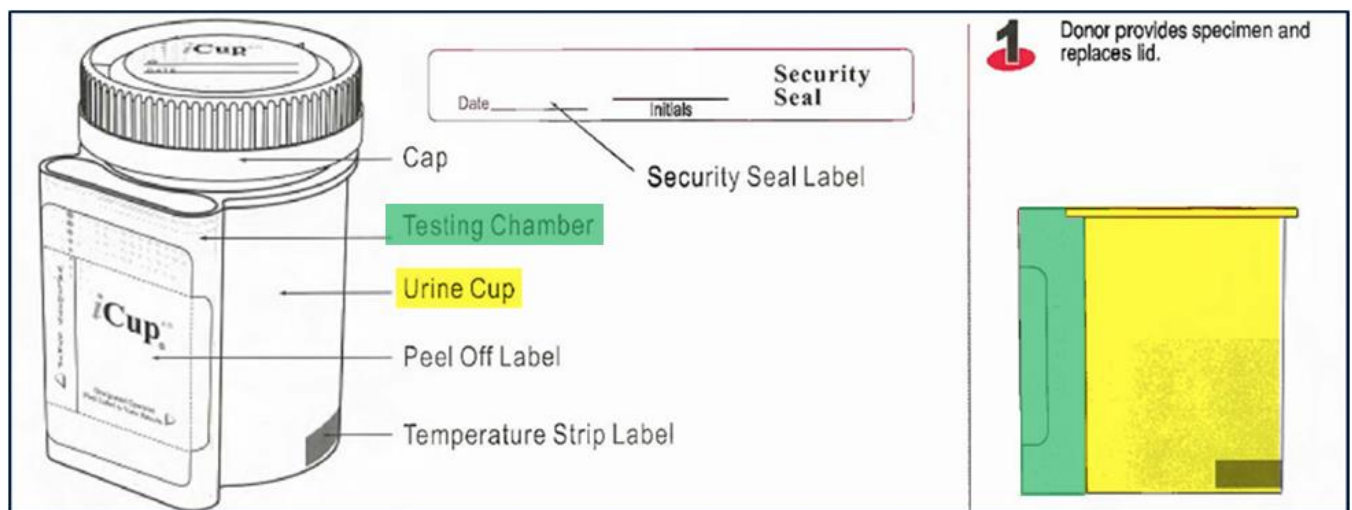 iCup
DATE
Date
Initials
Security
Seal
Cap
Security Seal Label
Testing Chamber
Urine Cup
iCup
Peel Off Label
Temperature Strip Label
1
Donor provides specimen and
replaces lid.